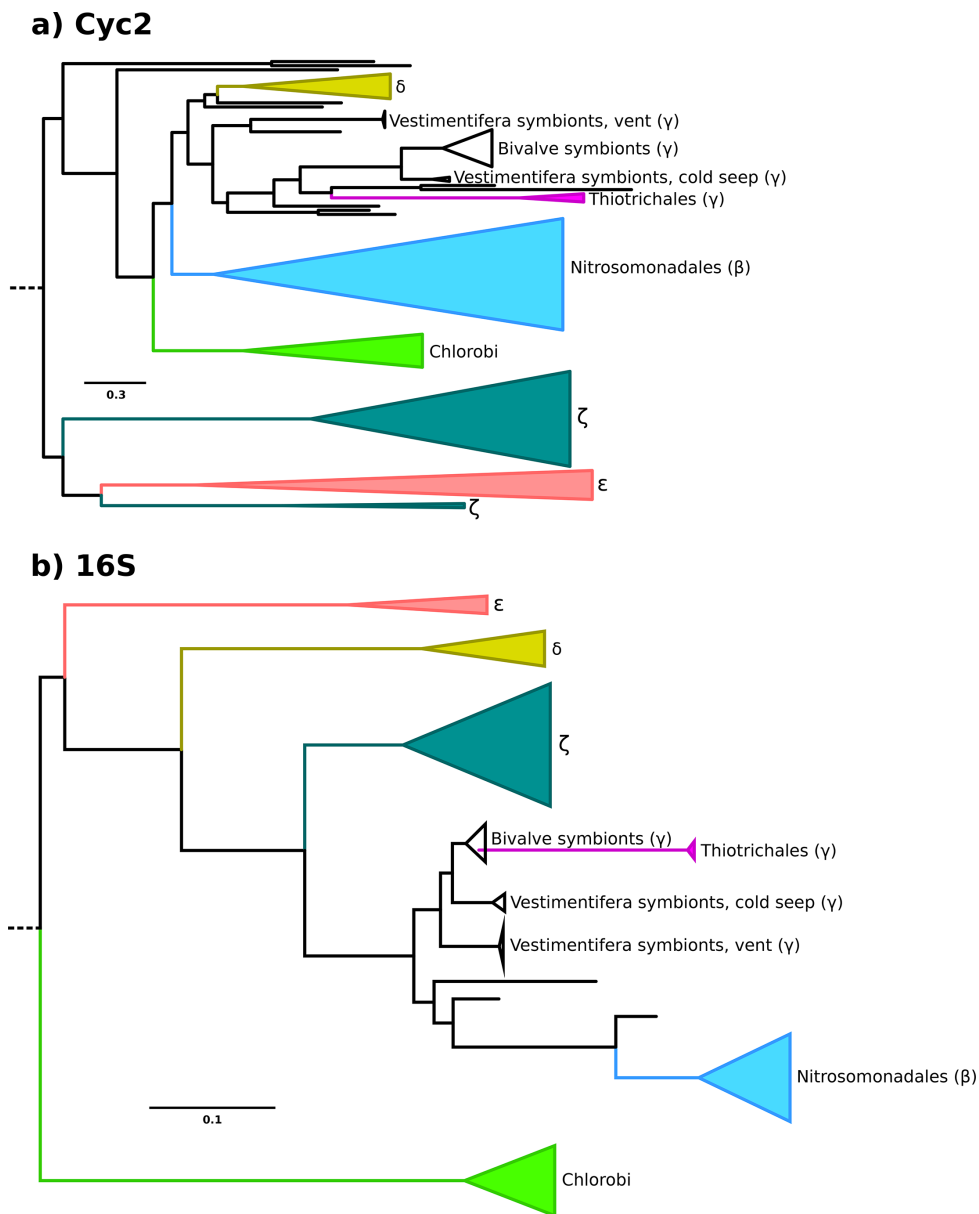 a) Cyc2
δ
Vestimentifera symbionts, vent (γ)
Bivalve symbionts (γ)
Vestimentifera symbionts, cold seep (γ)
Thiotrichales (γ)
Nitrosomonadales (β)
Chlorobi
0.3
ζ
ε
ζ
b) 16S
ε
δ
ζ
Bivalve symbionts (γ)
Thiotrichales (γ)
Vestimentifera symbionts, cold seep (γ)
Vestimentifera symbionts, vent (γ)
Nitrosomonadales (β)
0.1
Chlorobi